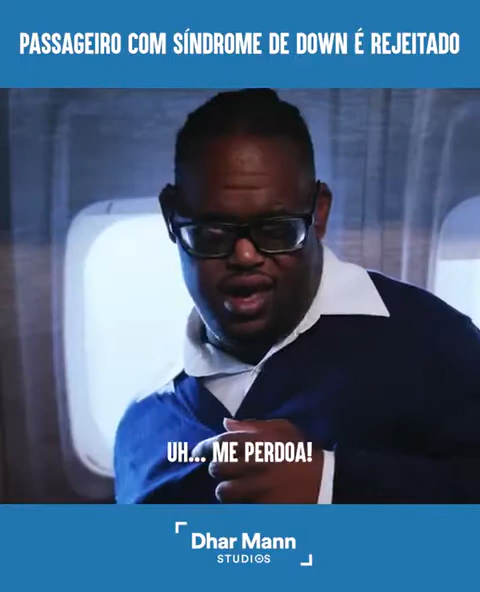 PASSAGEIRO COM SÍNDROME DE DOWN É REJEITADO
UH... ME PERDOA!
Dhar Mann
STUDIOS